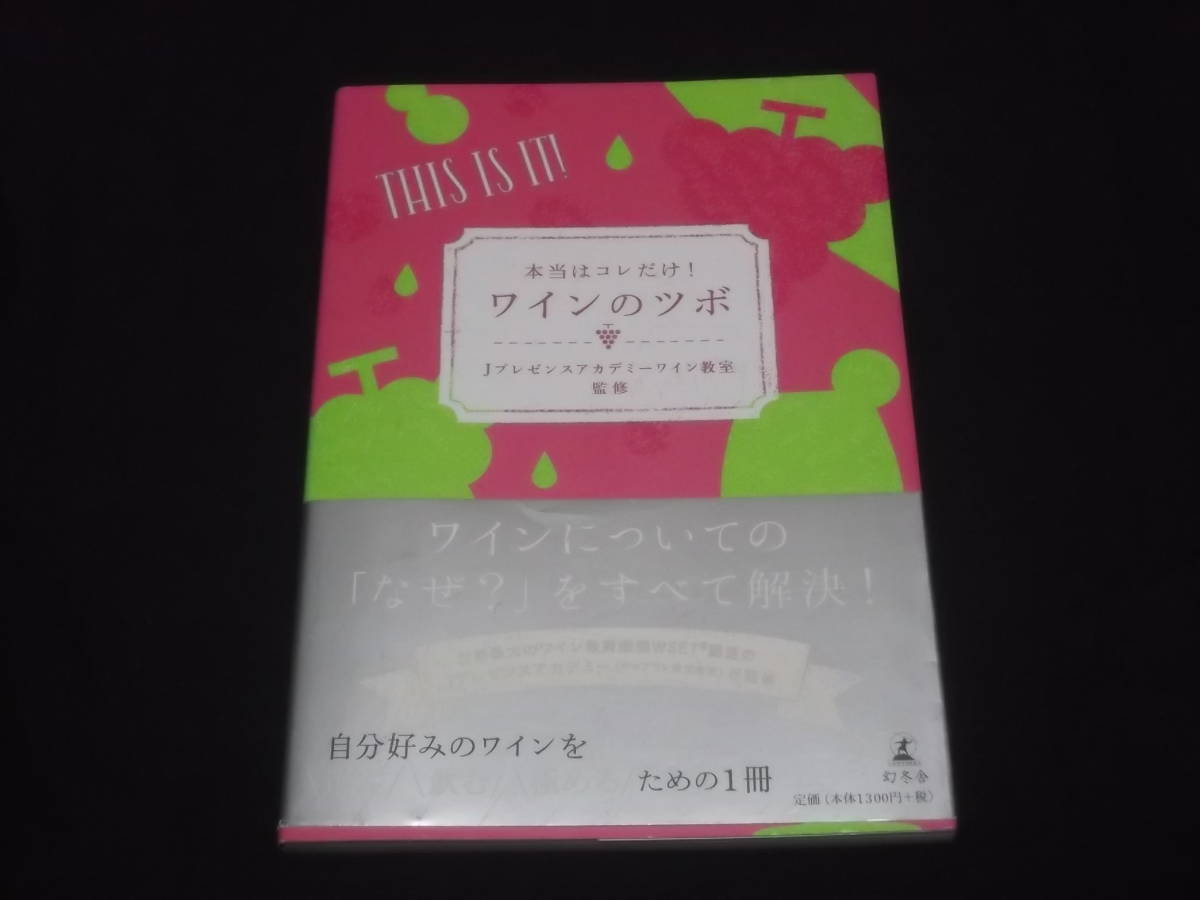 THIS IS IT!
本当はコレだけ！
ワインのツボ
Jプレゼンスアカデミーワイン教室
監修
ワインについての
「なぜ？」をすべて解決！
自分好みのワインを
ための1冊
幻冬舎
定価（本体1300円+税）